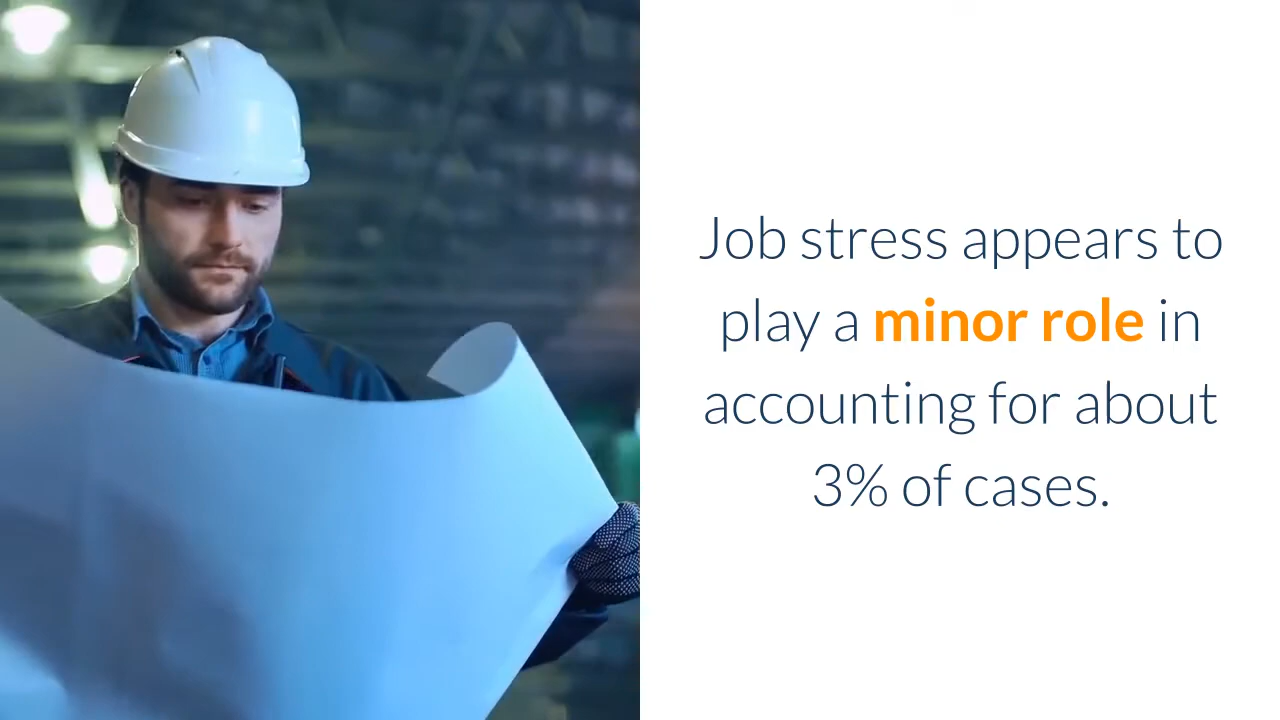 Job stress appears to
play a minor role in
accounting for about
3% of cases.